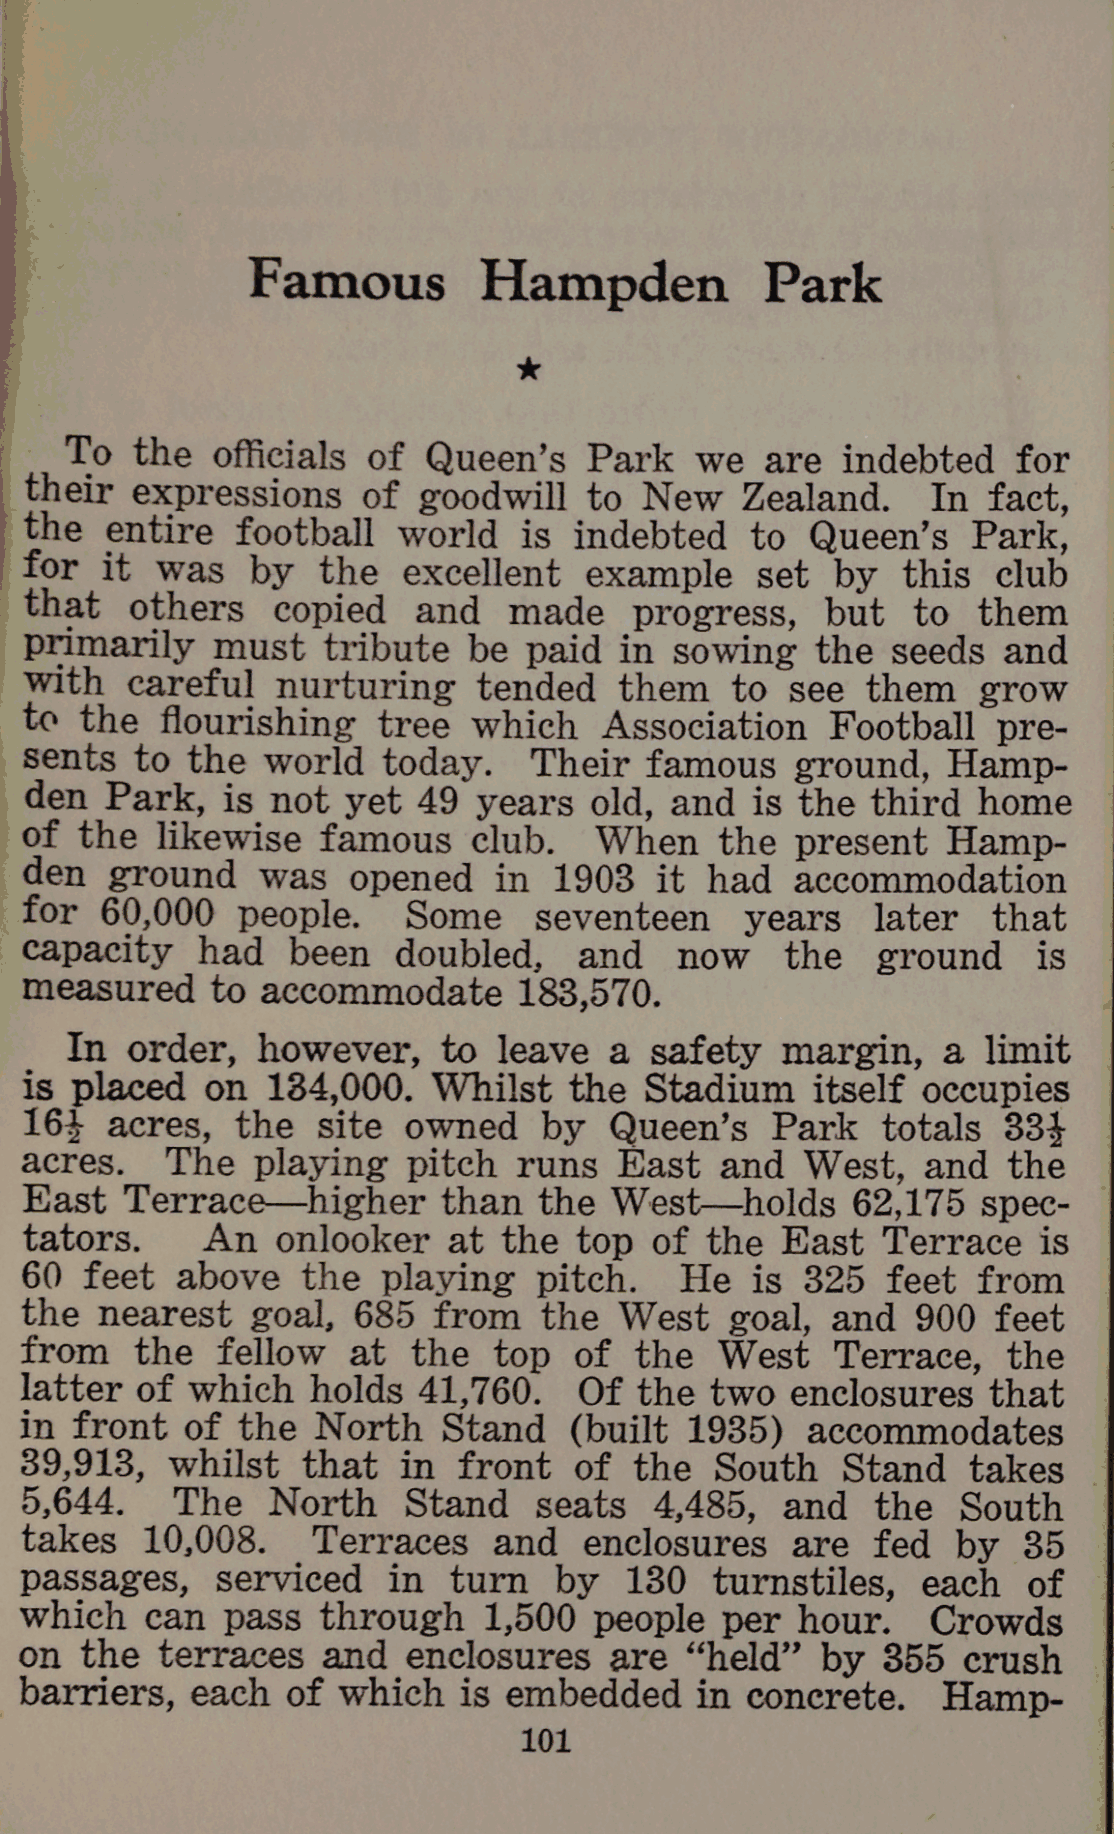 Famous Hampden Park
★
To the officials of Queen's Park we are indebted for
their expressions of goodwill to New Zealand. In fact,
the entire football world is indebted to Queen's Park,
for it was by the excellent example set by this club
that others copied and made progress, but to them
primarily must tribute be paid in sowing the seeds and
with careful nurturing tended them to see them grow
to the flourishing tree which Association Football pre-
sents to the world today. Their famous ground, Hamp-
den Park, is not yet 49 years old, and is the third home
of the likewise famous club. When the present Hamp-
den ground was opened in 1903 it had accommodation
for 60,000 people. Some seventeen years later that
capacity had been doubled, and now the ground is
measured to accommodate 183,570.
In order, however, to leave a safety margin, a limit
is placed on 134,000. Whilst the Stadium itself occupies
16½ acres, the site owned by Queen's Park totals 33½
acres. The playing pitch runs East and West, and the
East Terrace—higher than the West—holds 62,175 spec-
tators. An onlooker at the top of the East Terrace is
60 feet above the playing pitch. He is 325 feet from
the nearest goal, 685 from the West goal, and 900 feet
from the fellow at the top of the West Terrace, the
latter of which holds 41,760. Of the two enclosures that
in front of the North Stand (built 1935) accommodates
39,913, whilst that in front of the South Stand takes
5,644. The North Stand seats 4,485, and the South
takes 10,008. Terraces and enclosures are fed by 35
passages, serviced in turn by 130 turnstiles, each of
which can pass through 1,500 people per hour. Crowds
on the terraces and enclosures are "held" by 355 crush
barriers, each of which is embedded in concrete. Hamp-
101